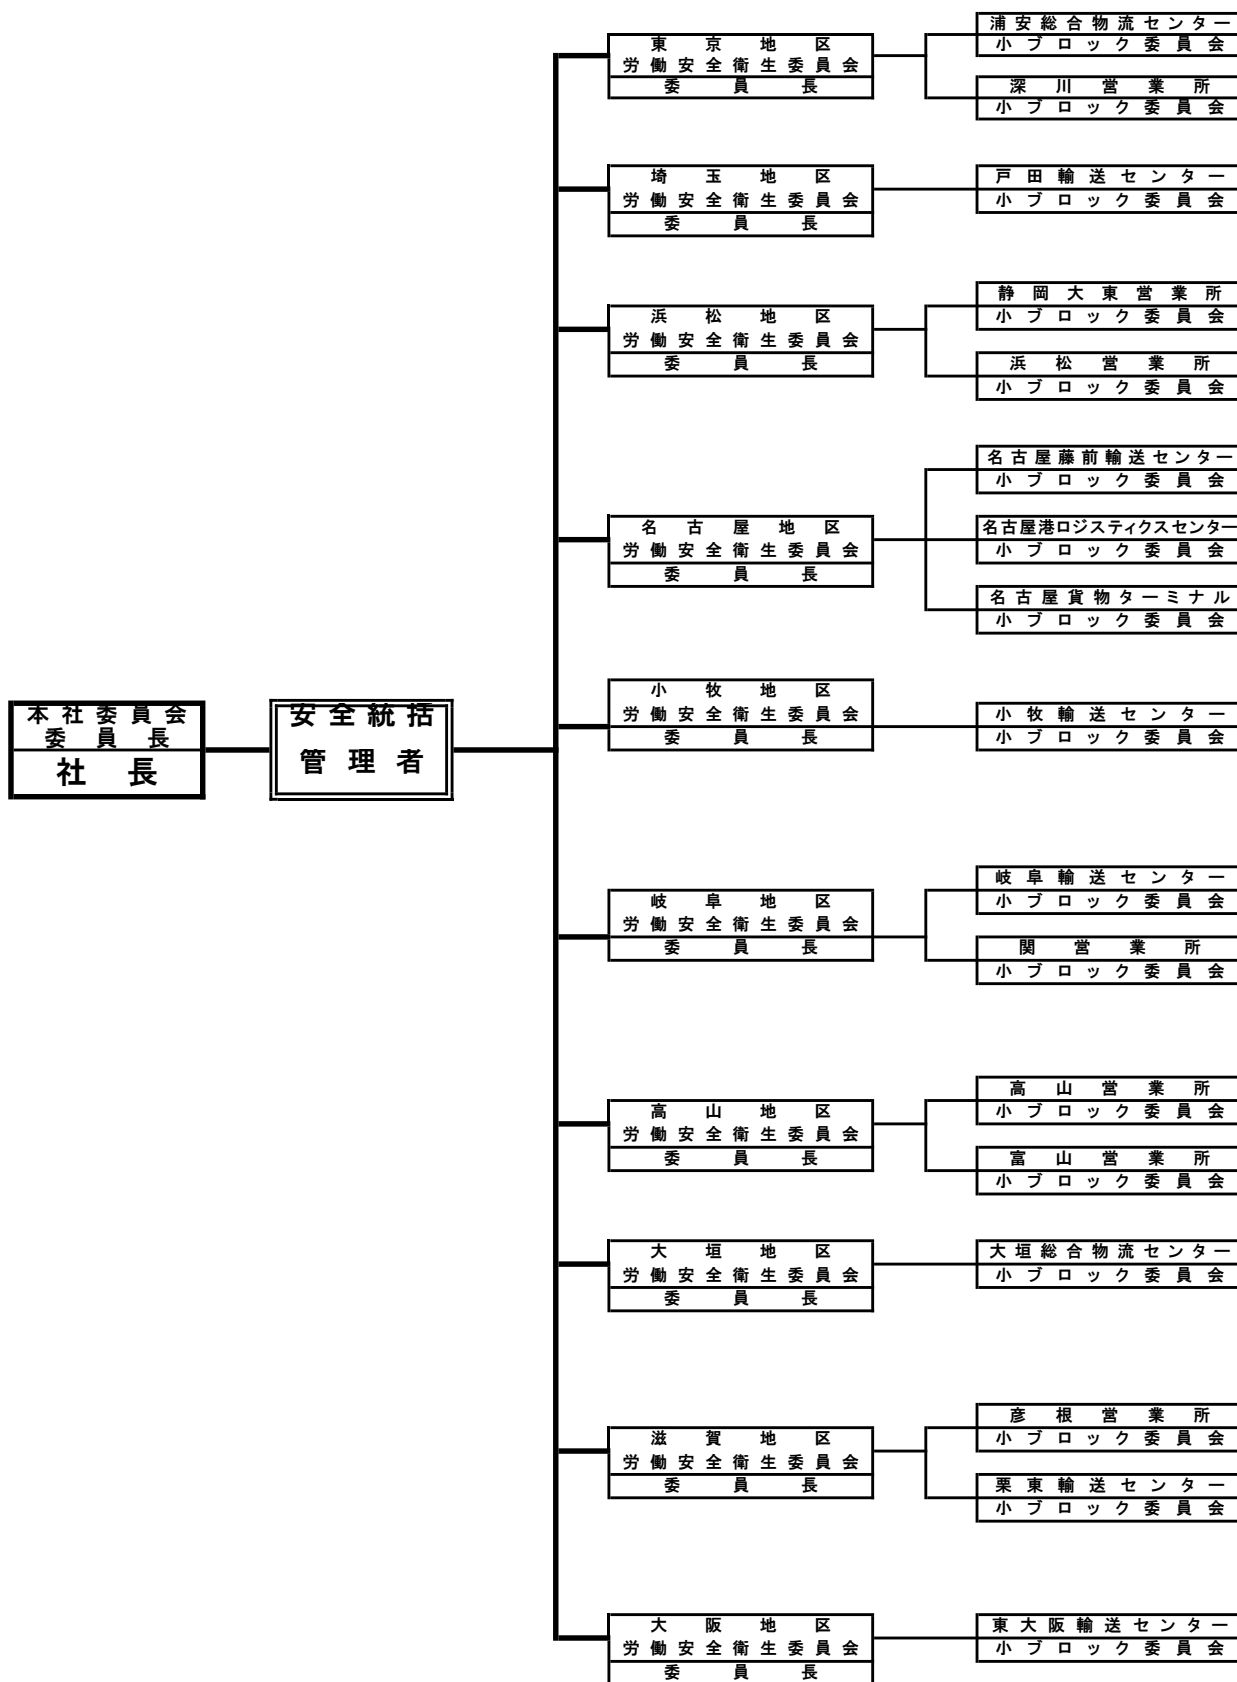 本社委員会
委員長
社長
安全統括
管理者
東京地区
労働安全衛生委員会
委員長
浦安総合物流センター
小ブロック委員会
深川営業所
小ブロック委員会
埼玉地区
労働安全衛生委員会
委員長
戸田輸送センター
小ブロック委員会
浜松地区
労働安全衛生委員会
委員長
静岡大東営業所
小ブロック委員会
浜松営業所
小ブロック委員会
名古屋地区
労働安全衛生委員会
委員長
名古屋藤前輸送センター
小ブロック委員会
名古屋港ロジスティクスセンター
小ブロック委員会
名古屋貨物ターミナル
小ブロック委員会
小牧地区
労働安全衛生委員会
委員長
小牧輸送センター
小ブロック委員会
岐阜地区
労働安全衛生委員会
委員長
岐阜輸送センター
小ブロック委員会
関営業所
小ブロック委員会
高山地区
労働安全衛生委員会
委員長
高山営業所
小ブロック委員会
富山営業所
小ブロック委員会
大垣地区
労働安全衛生委員会
委員長
大垣総合物流センター
小ブロック委員会
滋賀地区
労働安全衛生委員会
委員長
彦根営業所
小ブロック委員会
栗東輸送センター
小ブロック委員会
大阪地区
労働安全衛生委員会
委員長
東大阪輸送センター
小ブロック委員会